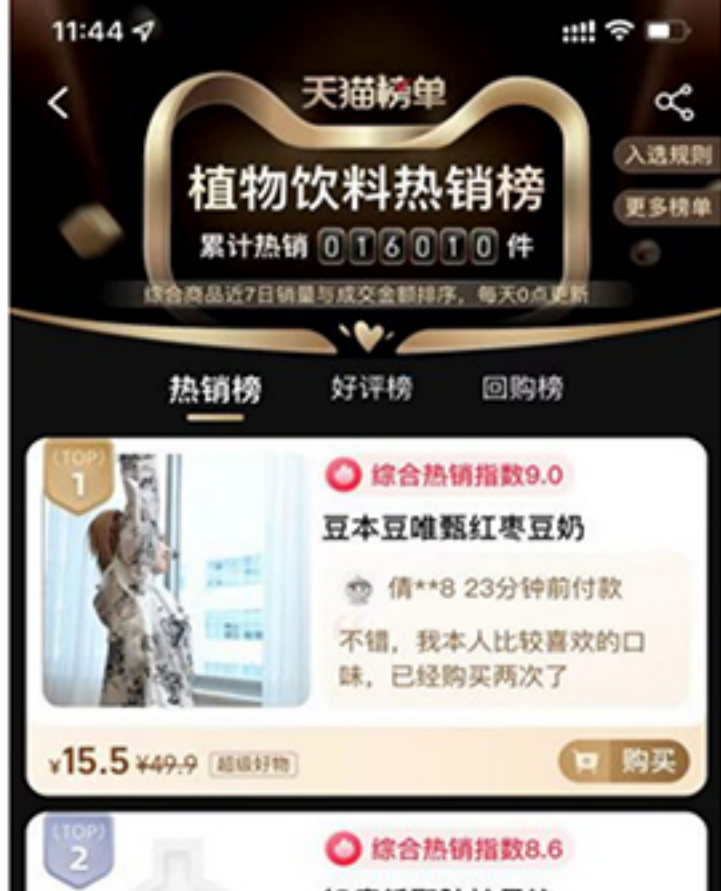 11:44
天猫榜单
入选规则
植物饮料热销榜
更多榜单
累计热销 016010 件
综合商品近7日销量与成交金额排序，每天0点更新
热销榜 好评榜 回购榜
(TOP)
1
综合热销指数9.0
豆本豆唯甄红枣豆奶
倩**8 23分钟前付款
不错，我本人比较喜欢的口
味，已经购买两次了
¥15.5 ¥49.9 超级好物 购买
(TOP)
2
综合热销指数8.6